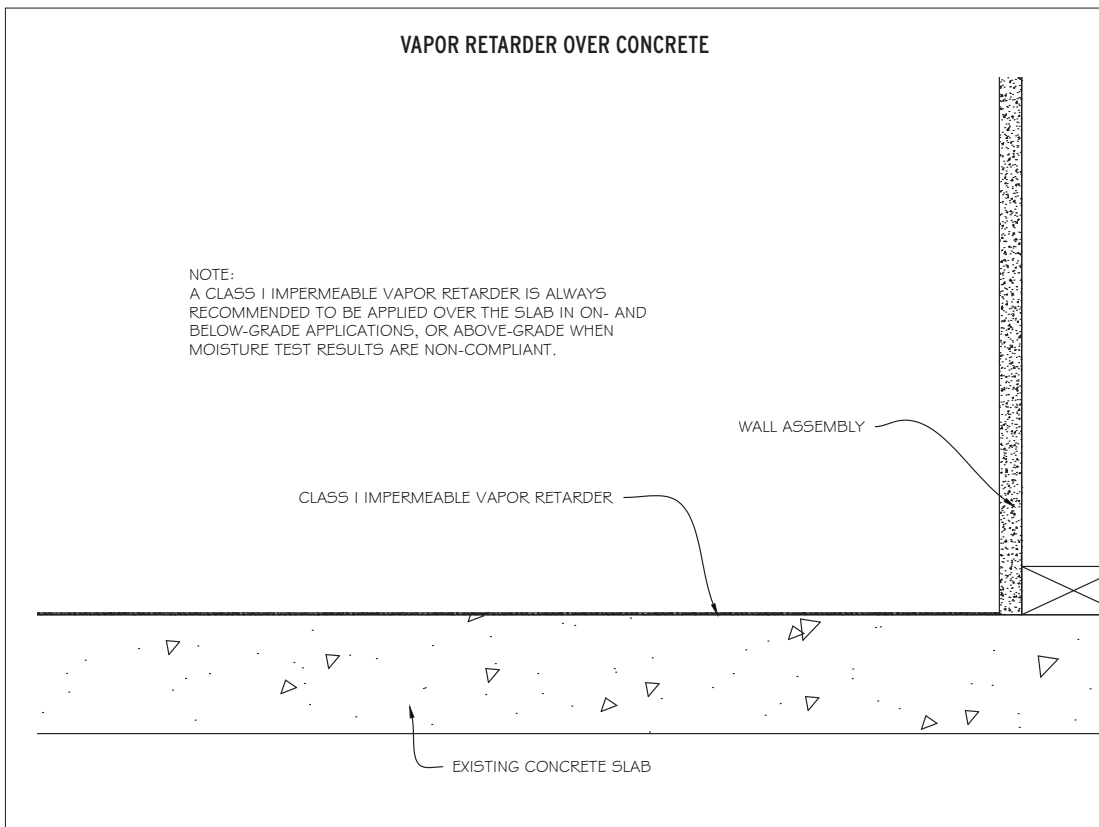 VAPOR RETARDER OVER CONCRETE
NOTE:
A CLASS I IMPERMEABLE VAPOR RETARDER IS ALWAYS
RECOMMENDED TO BE APPLIED OVER THE SLAB IN ON- AND
BELOW-GRADE APPLICATIONS, OR ABOVE-GRADE WHEN
MOISTURE TEST RESULTS ARE NON-COMPLIANT.
WALL ASSEMBLY
CLASS I IMPERMEABLE VAPOR RETARDER
EXISTING CONCRETE SLAB